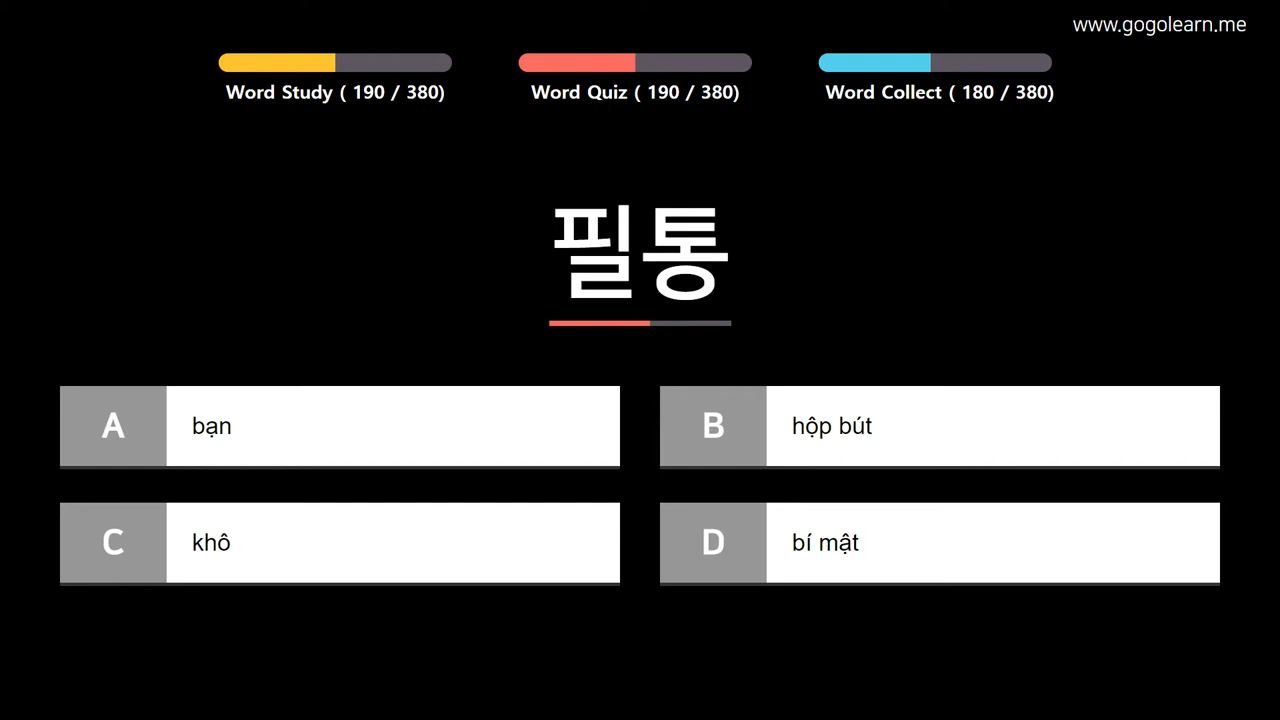 www.gogolearn.me
Word Study ( 190 / 380)
Word Quiz ( 190 / 380)
Word Collect ( 180 / 380)
필통
A bạn
B hộp bút
C khô
D bí mật